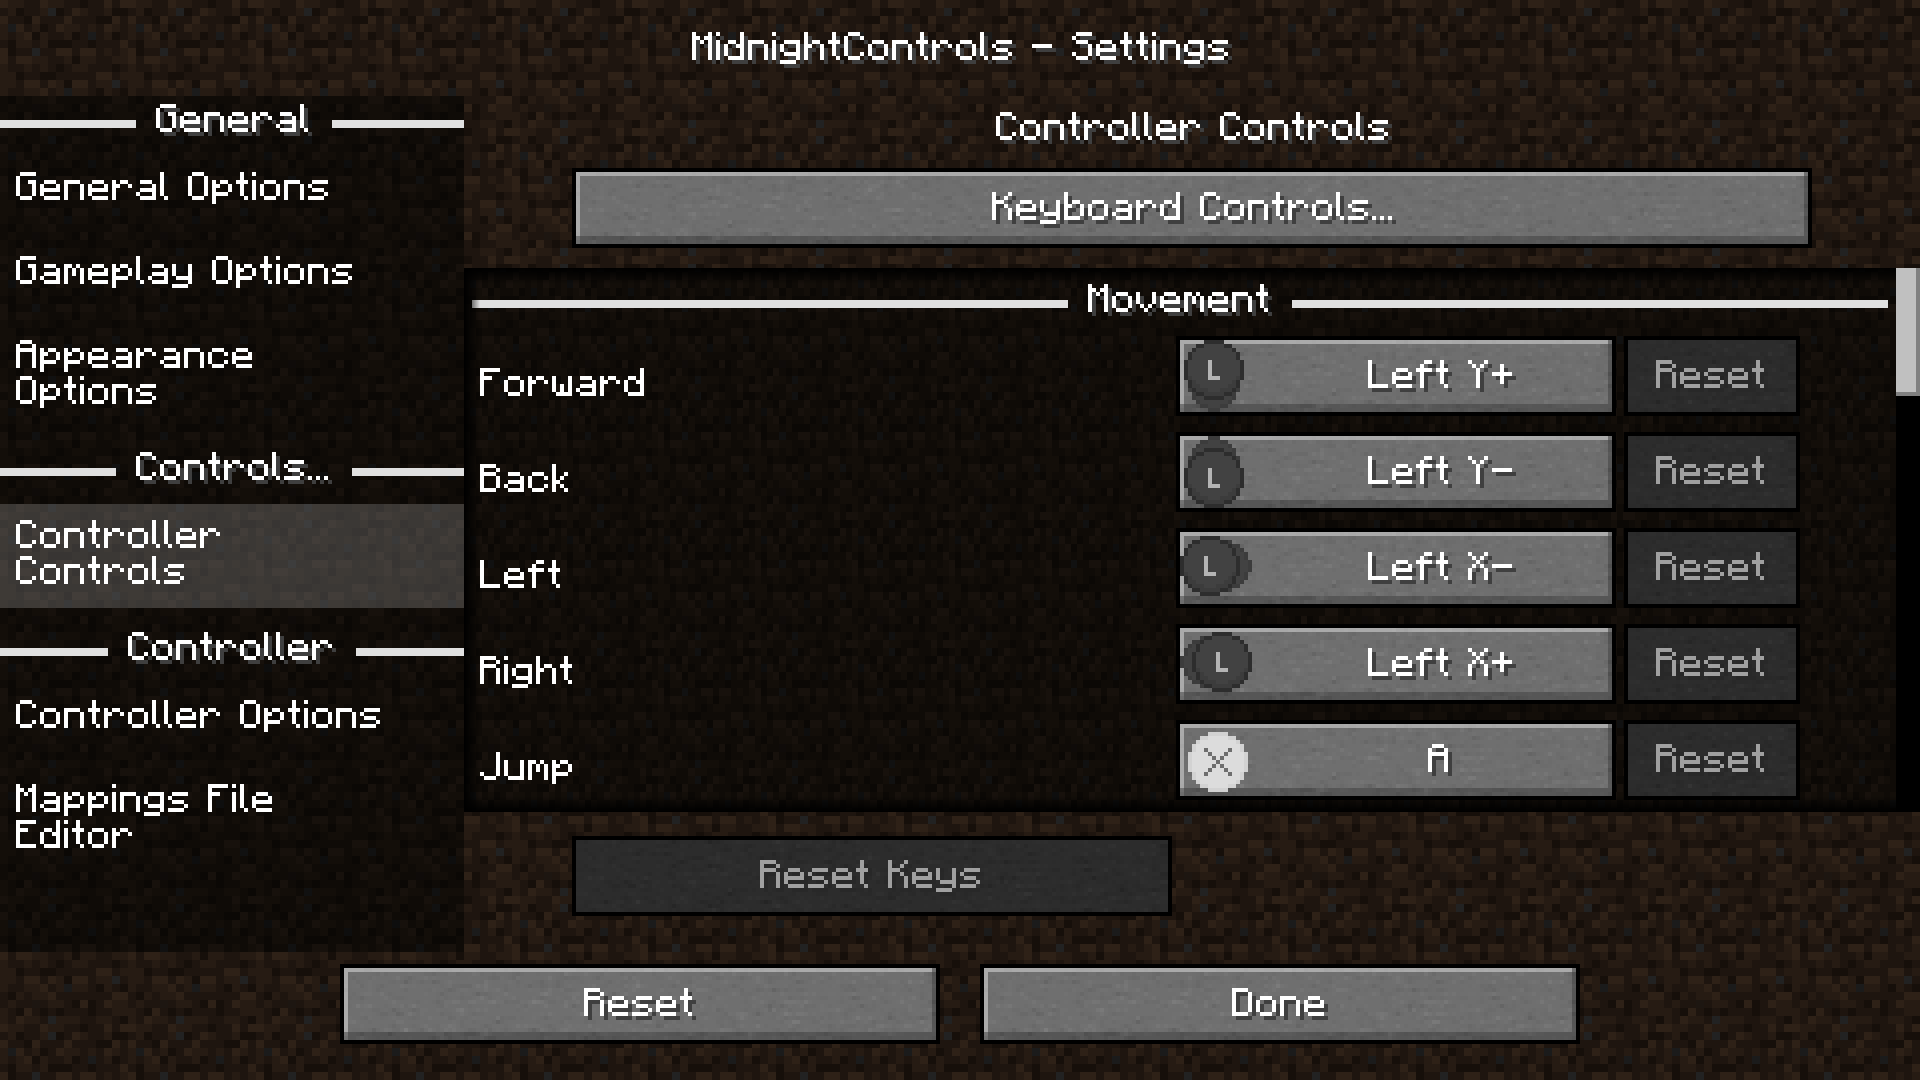 MidnightControls - Settings
General
General Options
Gameplay Options
Appearance
Options
Controls...
Controller
Controls
Controller
Controller Options
Mappings File
Editor
Controller Controls
Keyboard Controls...
Movement
Forward L Left Y+ Reset
Back L Left Y- Reset
Left L Left X- Reset
Right L Left X+ Reset
Jump A Reset
Reset Keys
Reset Done